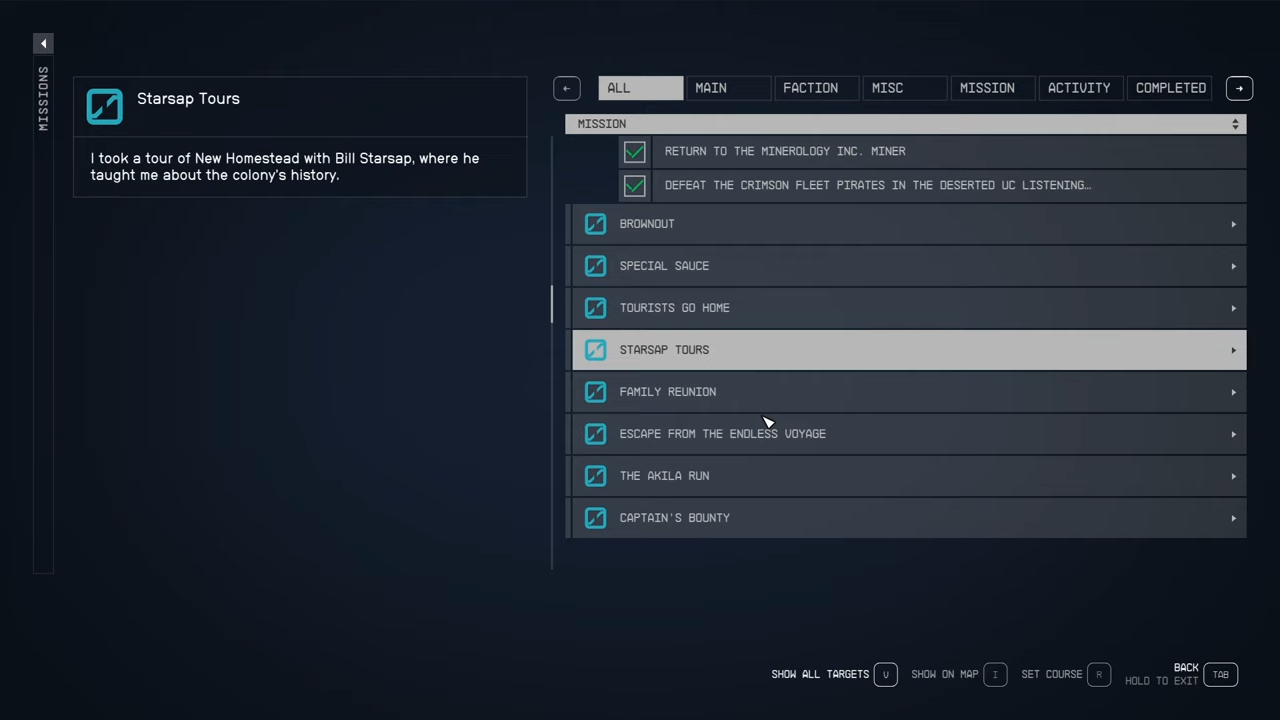 MISSIONS
Starsap Tours
I took a tour of New Homestead with Bill Starsap, where he
taught me about the colony's history.
ALL MAIN FACTION MISC MISSION ACTIVITY COMPLETED
MISSION
RETURN TO THE MINEROLOGY INC. MINER
DEFEAT THE CRIMSON FLEET PIRATES IN THE DESERTED UC LISTENING…
BROWNOUT
SPECIAL SAUCE
TOURISTS GO HOME
STARSAP TOURS
FAMILY REUNION
ESCAPE FROM THE ENDLESS VOYAGE
THE AKILA RUN
CAPTAIN'S BOUNTY
SHOW ALL TARGETS V SHOW ON MAP I SET COURSE R BACK TAB
HOLD TO EXIT